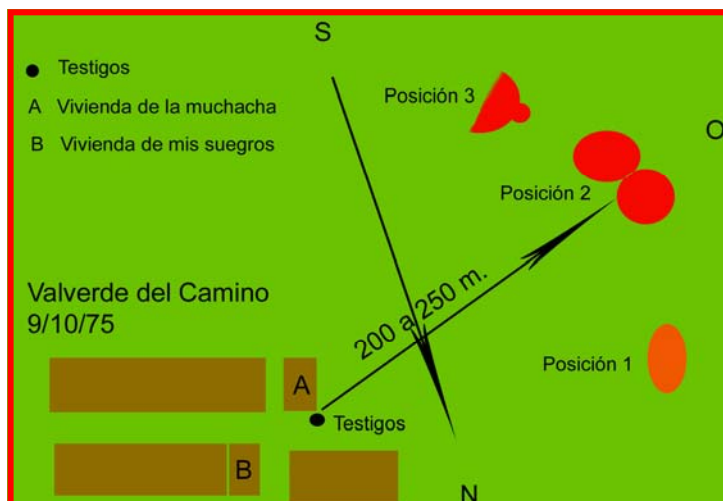 S
Testigos
A Vivienda de la muchacha
B Vivienda de mis suegros
Posición 3
O
Posición 2
Valverde del Camino
9/10/75
200 a 250 m.
Posición 1
A
Testigos
B
N